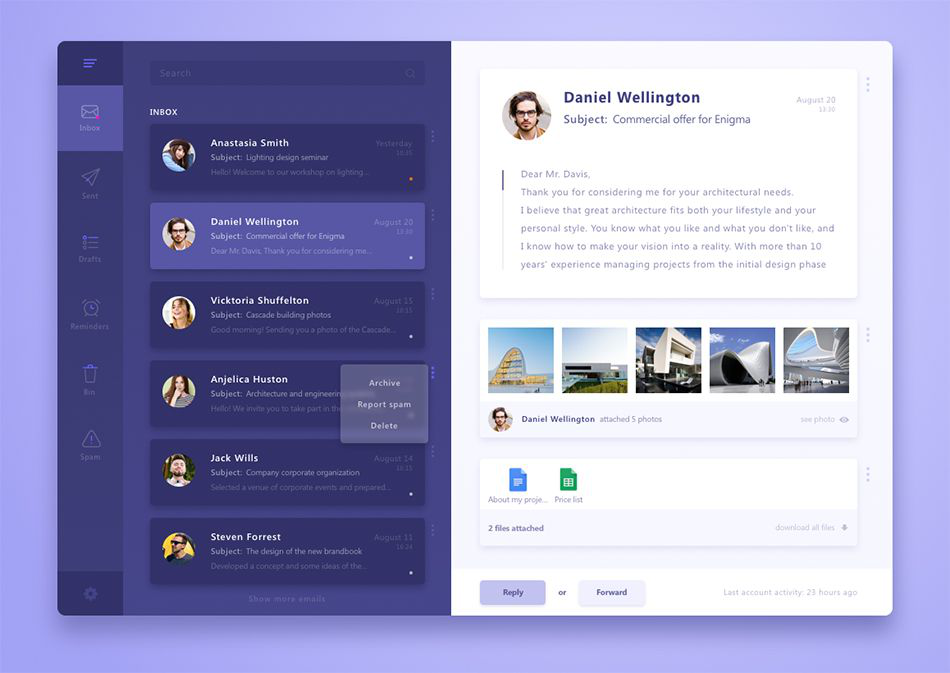 Inbox
Sent
Drafts
Reminders
Bin
Spam
Search
INBOX
Anastasia Smith
Yesterday
Subject: Lighting design seminar
10:35
Hello! Welcome to our workshop on lighting...
Daniel Wellington
August 20
Subject: Commercial offer for Enigma
13:30
Dear Mr. Davis, Thank you for considering me...
Vicktoria Shuffelton
August 15
Subject: Cascade building photos
Good morning! Sending you a photo of the Cascade...
Anjelica Huston
Subject: Architecture and engineering
Hello! We invite you to take part in the
Archive
Report spam
Delete
Jack Wills
August 14
Subject: Company corporate organization
Selected a venue of corporate events and prepared...
Steven Forrest
August 11
Subject: The design of the new brandbook
16:24
Developed a concept and some ideas of the...
Show more emails
Daniel Wellington
August 20
13:30
Subject: Commercial offer for Enigma
Dear Mr. Davis,
Thank you for considering me for your architectural needs.
I believe that great architecture fits both your lifestyle and your
personal style. You know what you like and what you don't like, and
I know how to make your vision into a reality. With more than 10
years' experience managing projects from the initial design phase
Daniel Wellington attached 5 photos
see photo
About my proje...
Price list
2 files attached
download all files
Reply
or
Forward
Last account activity: 23 hours ago